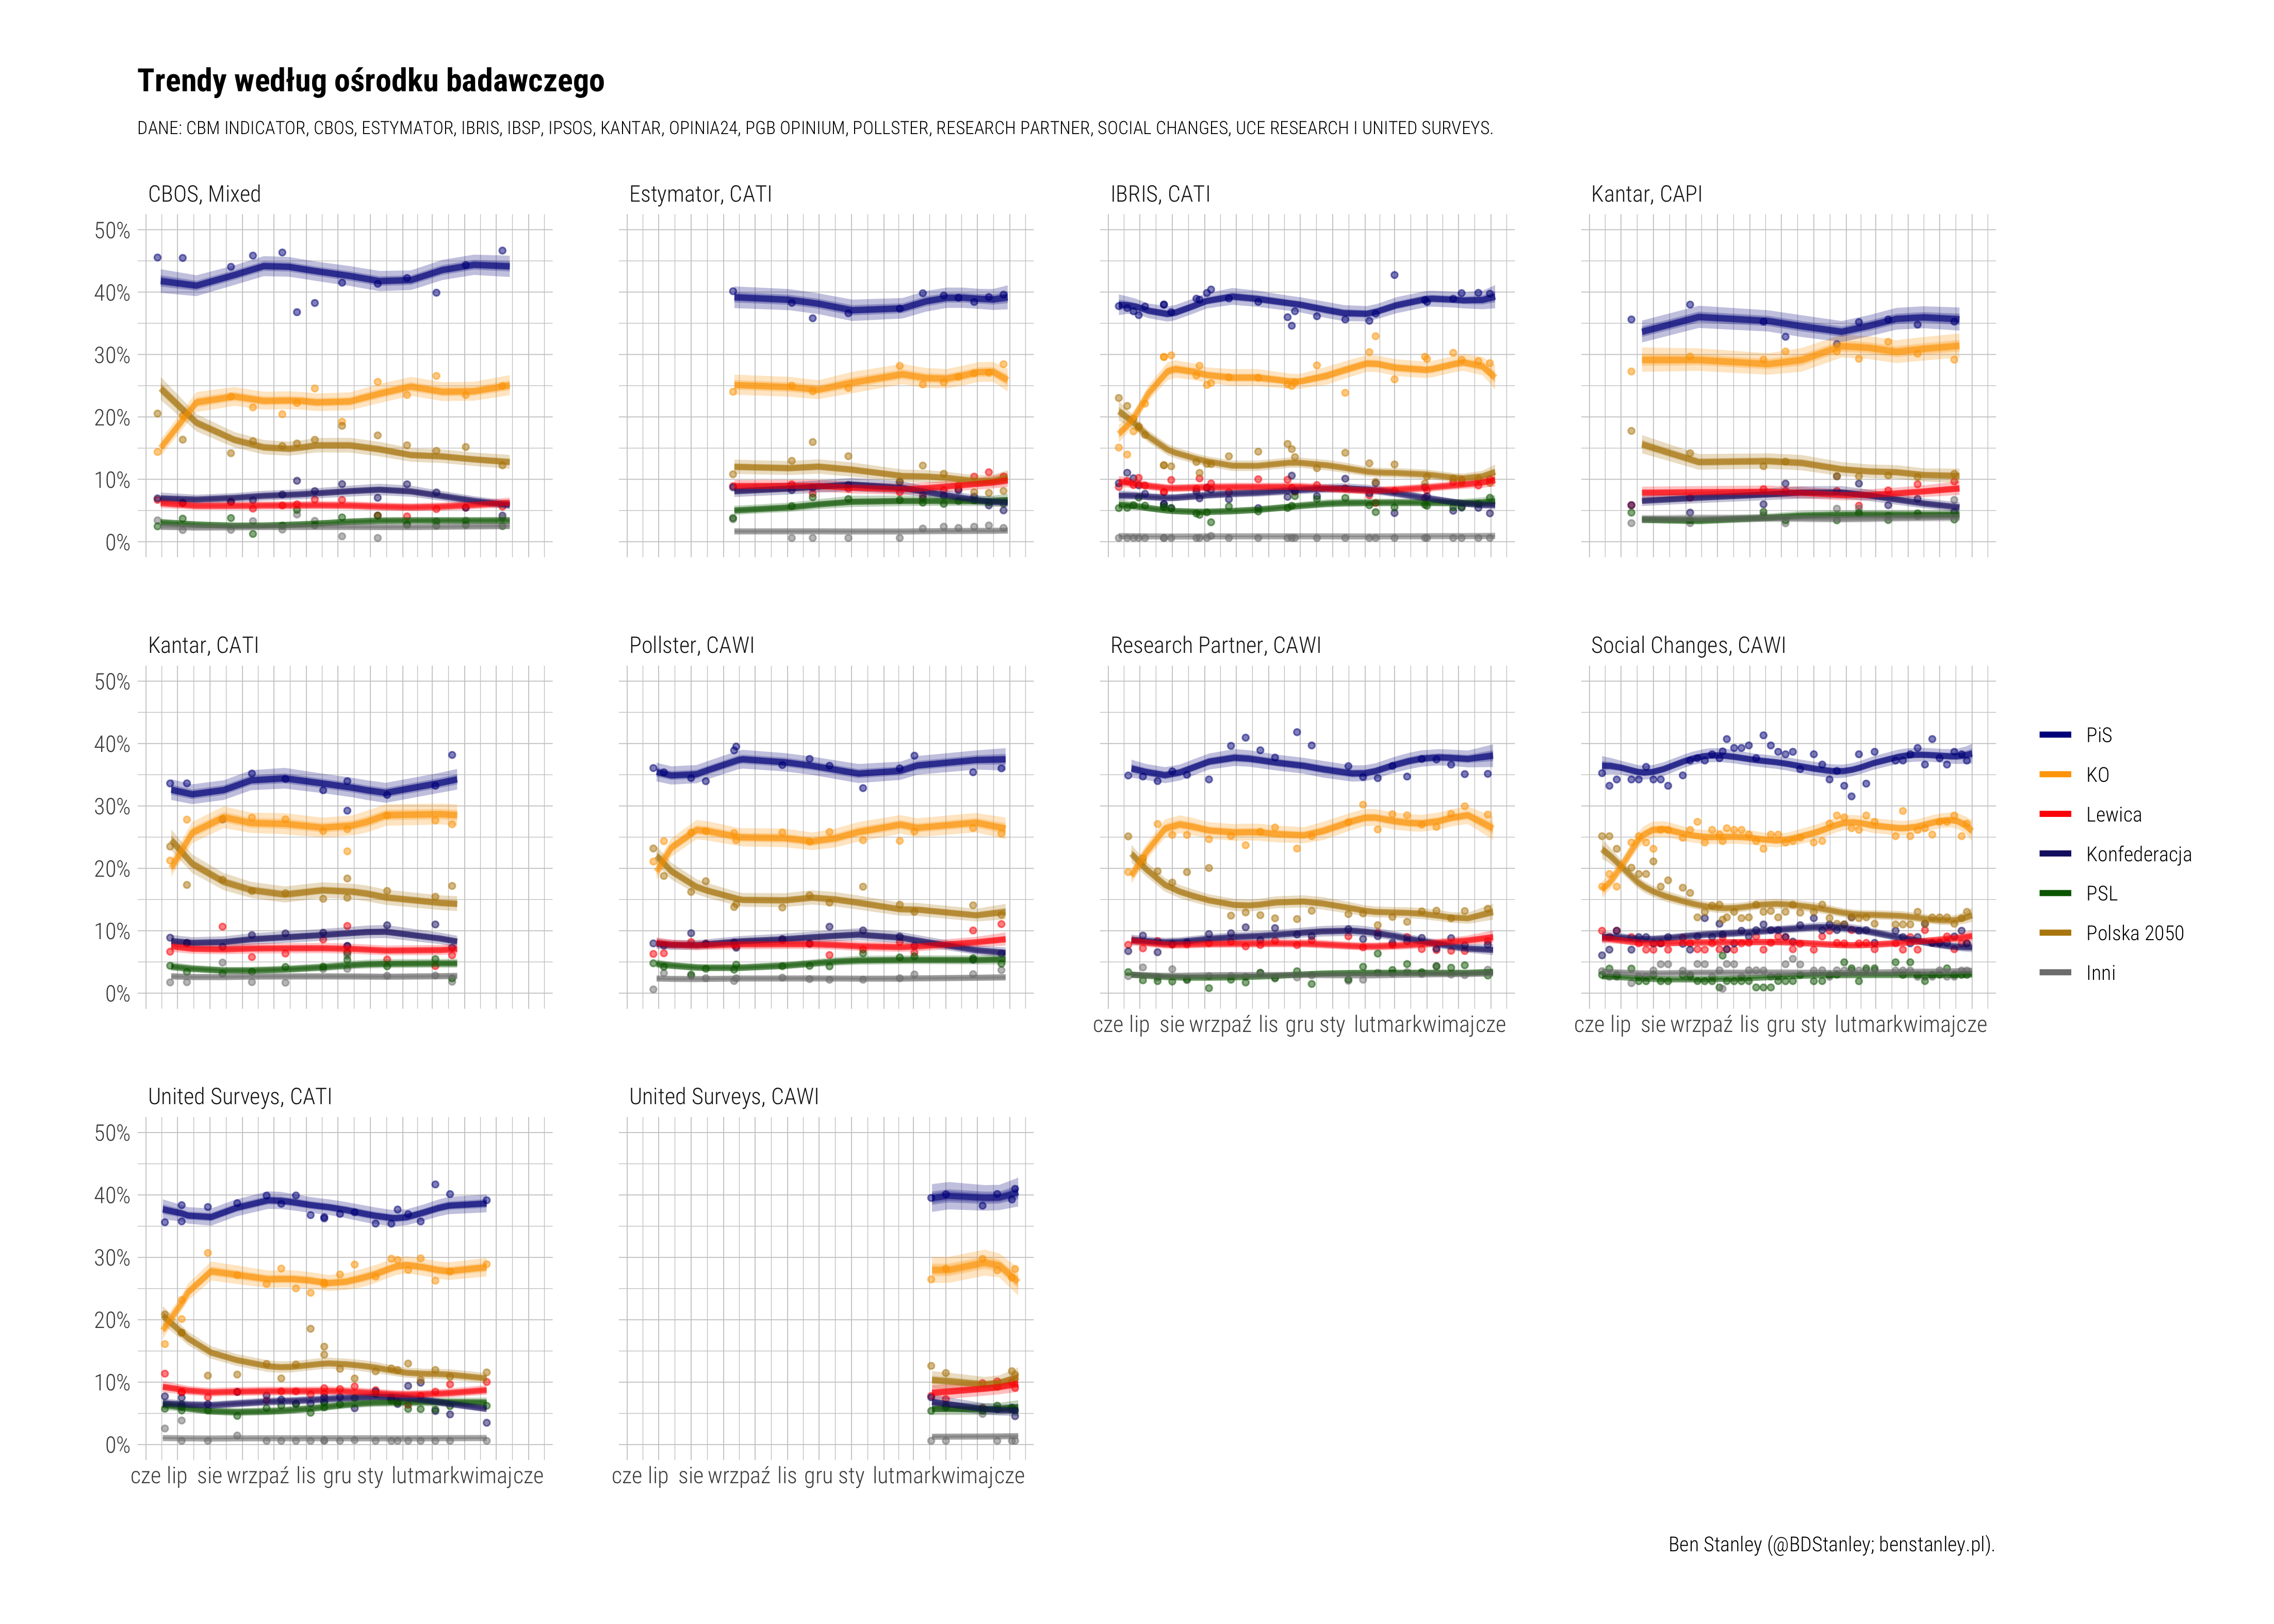 Trendy według ośrodku badawczego
DANE: CBM INDICATOR, CBOS, ESTYMATOR, IBRIS, IBSP, IPSOS, KANTAR, OPINIA24, PGB OPINIUM, POLLSTER, RESEARCH PARTNER, SOCIAL CHANGES, UCE RESEARCH I UNITED SURVEYS.
CBOS, Mixed
Estymator, CATI
IBRIS, CATI
Kantar, CAPI
50%
40%
30%
20%
10%
0%
Kantar, CATI
Pollster, CAWI
Research Partner, CAWI
Social Changes, CAWI
50%
40%
30%
20%
10%
0%
cze lip sie wrz paź lis gru sty lut mar kwi maj cze
cze lip sie wrz paź lis gru sty lut mar kwi maj cze
PiS
KO
Lewica
Konfederacja
PSL
Polska 2050
Inni
United Surveys, CATI
United Surveys, CAWI
50%
40%
30%
20%
10%
0%
cze lip sie wrz paź lis gru sty lut mar kwi maj cze
cze lip sie wrz paź lis gru sty lut mar kwi maj cze
Ben Stanley (@BDStanley; benstanley.pl).